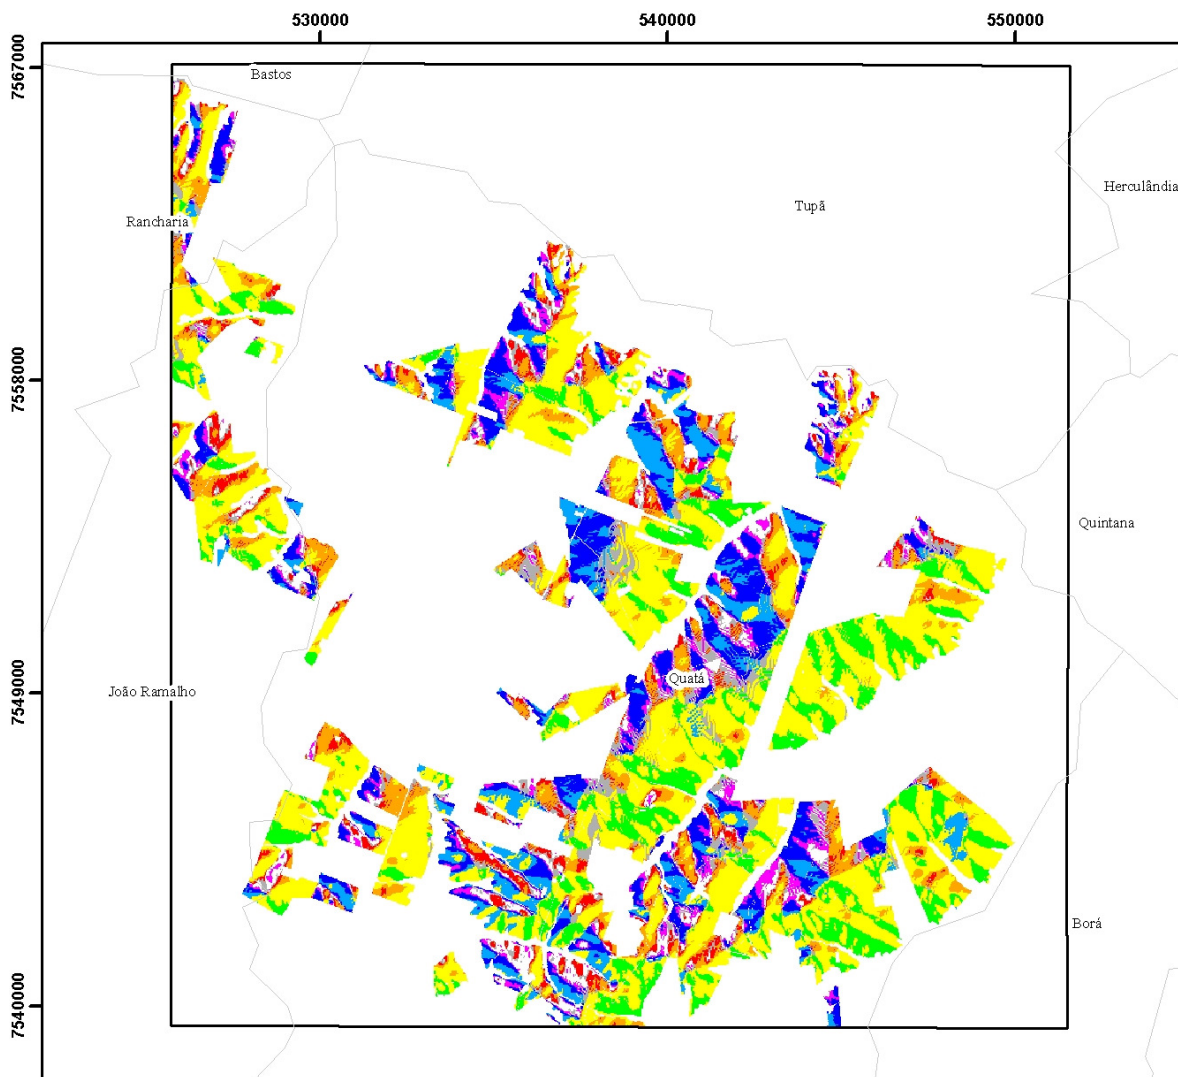 530000 540000 550000
7567000
Bastos
Herculândia
Tupã
Rancharia
7558000
Quintana
Quatá
João Ramalho
7549000
Borá
7540000